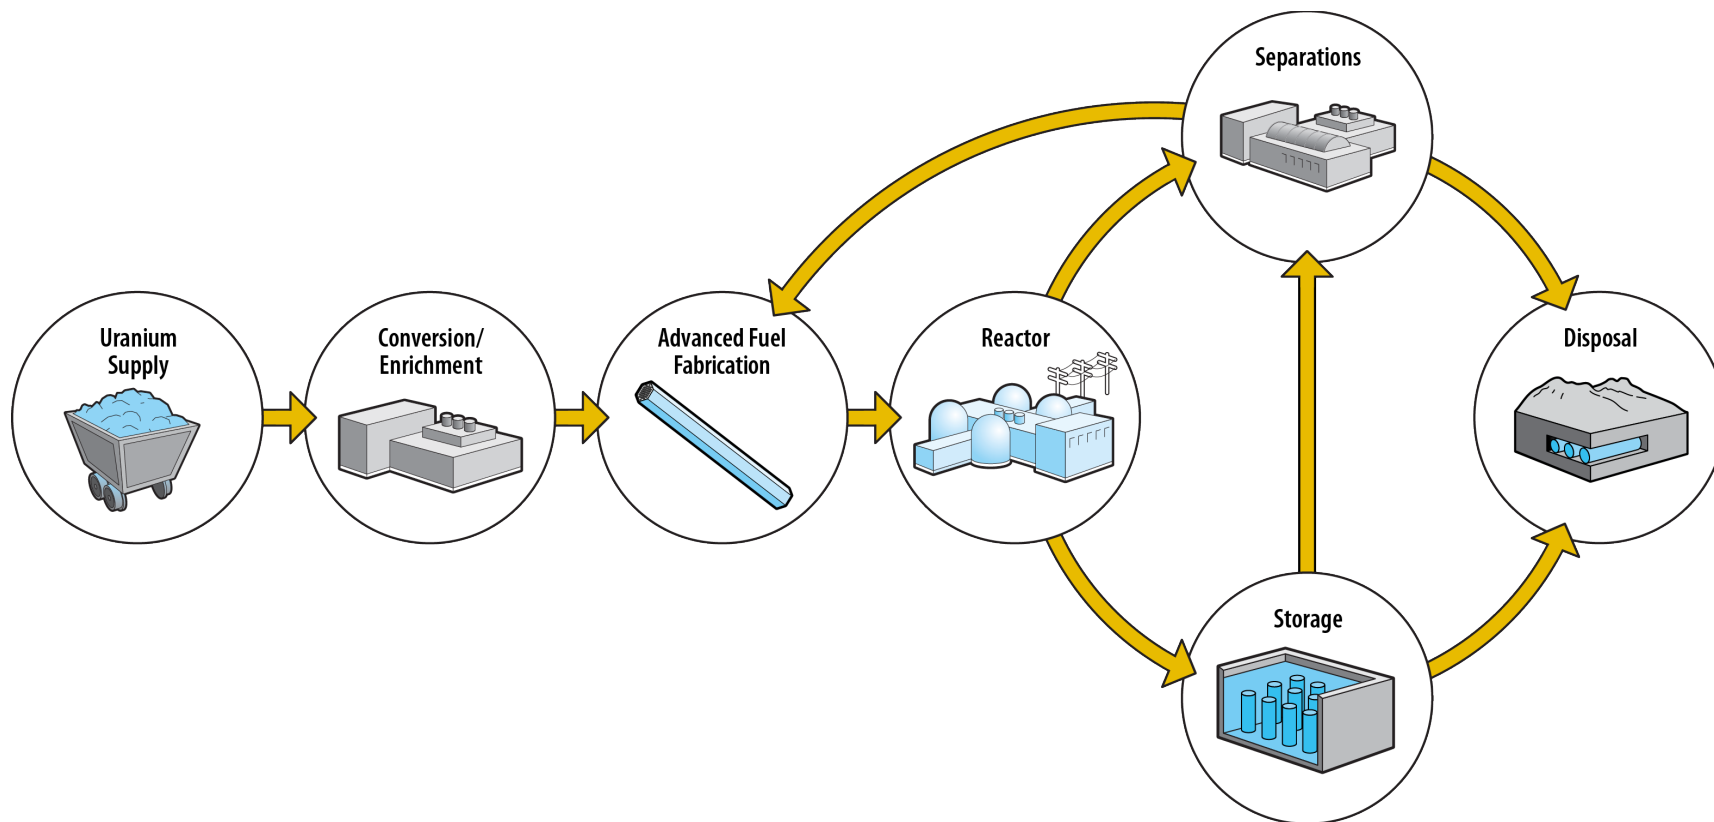 Separations
Uranium
Supply
Conversion/
Enrichment
Advanced Fuel
Fabrication
Reactor
Disposal
Storage